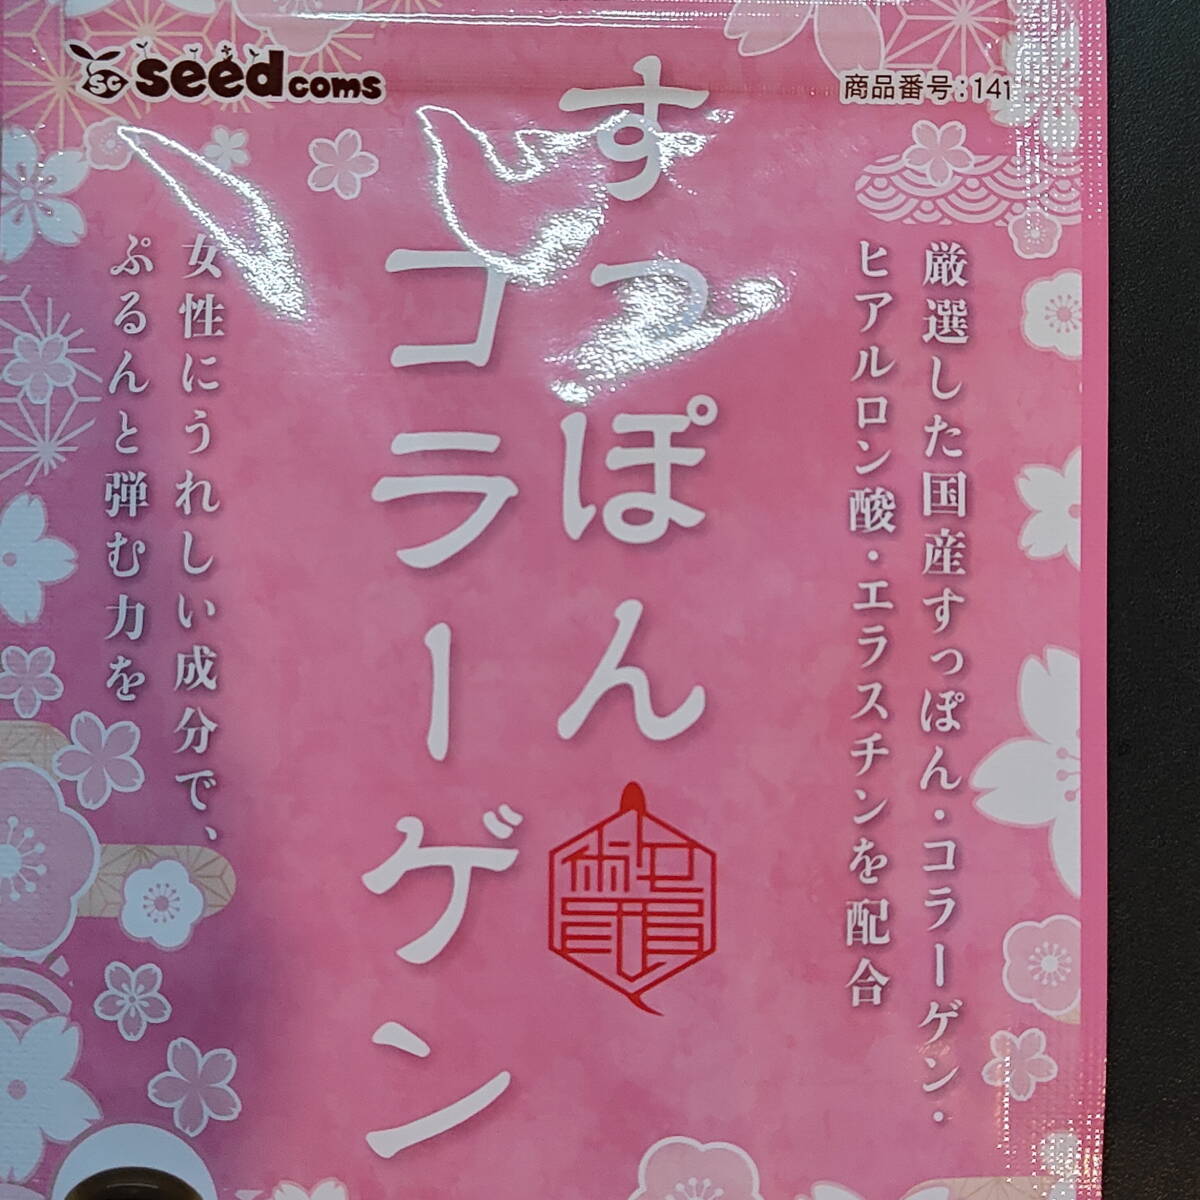 seedcoms
商品番号:141
厳選した国産すっぽん・コラーゲン・
ヒアルロン酸・エラスチンを配合
すっぽん
コラーゲン
女性にうれしい成分で、
ぷるんと弾む力を